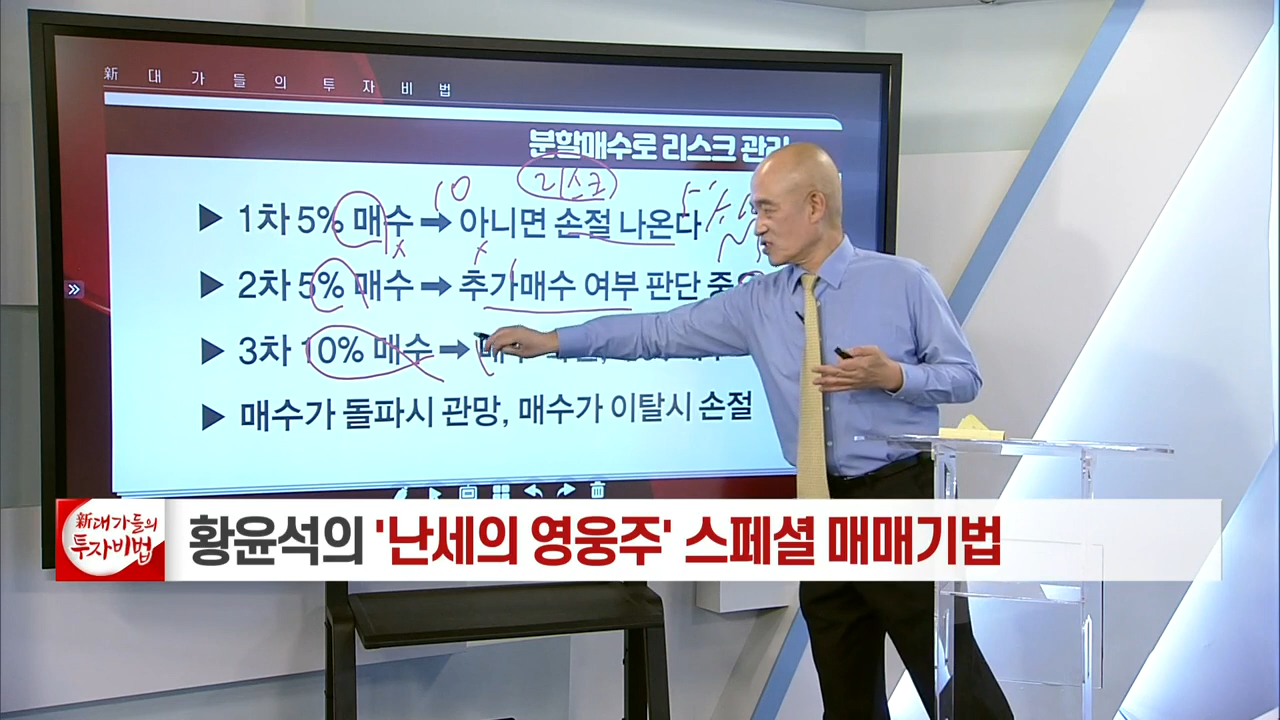 新 대 가 들 의 투 자 비 법
분할매수로 리스크 관리
10 리스크 5%
▶ 1차 5% 매수 ➡ 아니면 손절 나온다
▶ 2차 5% 매수 ➡ 추가매수 여부 판단
▶ 3차 10% 매수 ➡
▶ 매수가 돌파시 관망, 매수가 이탈시 손절
新대가들의
투자비법
황윤석의 '난세의 영웅주' 스페셜 매매기법